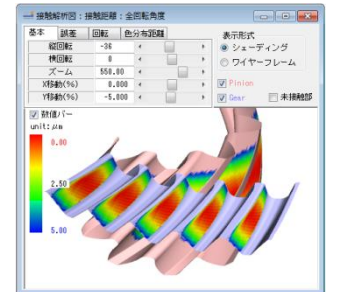 接触解析図：接触距離：全回転角度
基本 誤差 回転 色分布距離
縦回転 -36
横回転 0
ズーム 550.00
X移動(%) 0.000
Y移動(%) -5.000
表示形式
シェーディング
ワイヤーフレーム
Pinion
Gear 未接触部
数値バー
unit:μm
0.00
2.50
5.00